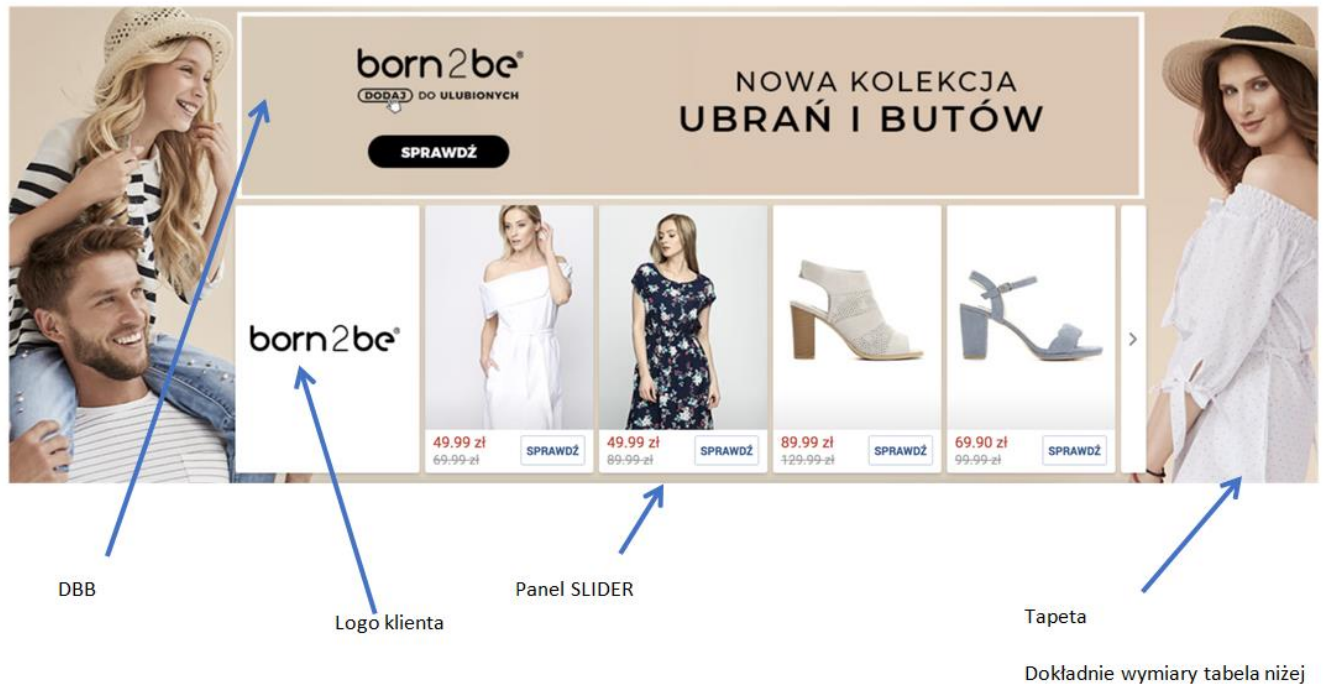 born2be®
DODAJ DO ULUBIONYCH
SPRAWDŹ
NOWA KOLEKCJA
UBRAŃ I BUTÓW
born2be®
49.99 zł
69.99 zł
SPRAWDŹ
49.99 zł
89.99 zł
SPRAWDŹ
89.99 zł
129.99 zł
SPRAWDŹ
69.90 zł
99.99 zł
SPRAWDŹ
DBB
Logo klienta
Panel SLIDER
Tapeta
Dokładnie wymiary tabela niżej